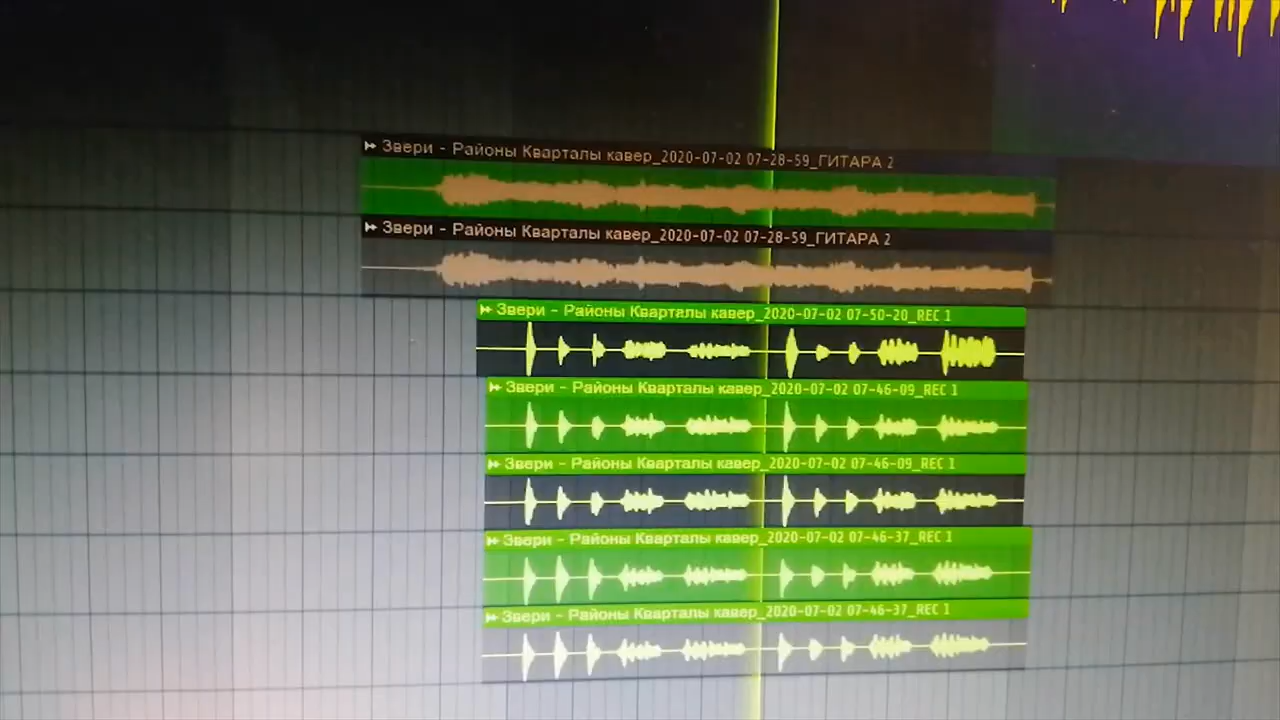 Звери - Районы Кварталы кавер_2020-07-02 07-28-59_ГИТАРА 2
Звери - Районы Кварталы кавер_2020-07-02 07-28-59_ГИТАРА 2
Звери - Районы Кварталы кавер_2020-07-02 07-50-20_REC 1
Звери - Районы Кварталы кавер_2020-07-02 07-46-09_REC 1
Звери - Районы Кварталы кавер_2020-07-02 07-46-09_REC 1
Звери - Районы Кварталы кавер_2020-07-02 07-46-37_REC 1
Звери - Районы Кварталы кавер_2020-07-02 07-46-37_REC 1